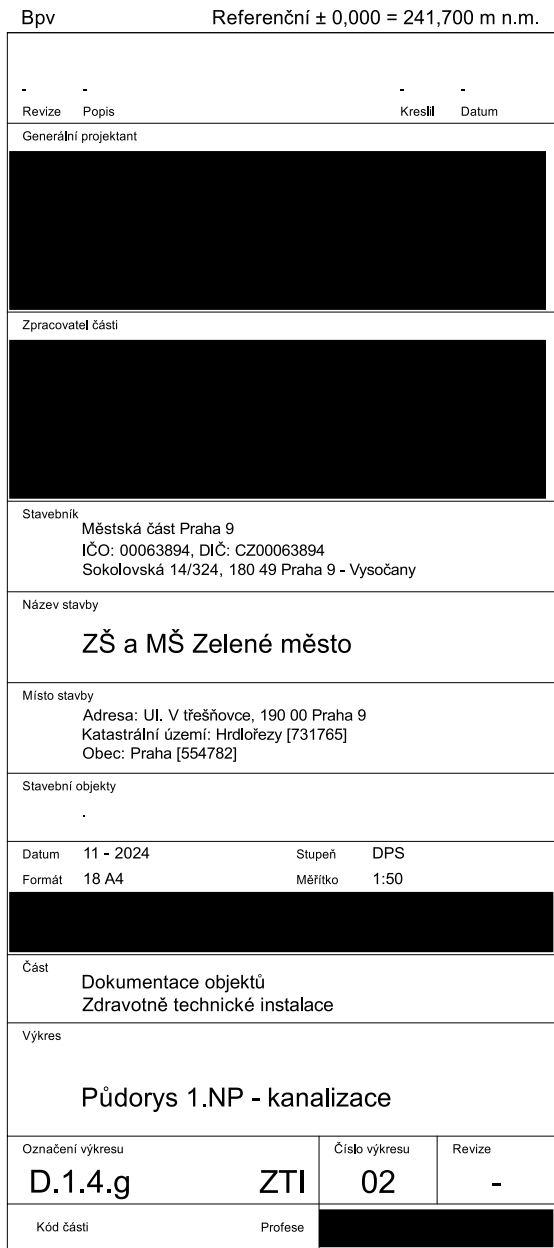 Bpv Referenční ± 0,000 = 241,700 m n.m.
- - - -
Revize Popis Kreslil Datum
Generální projektant
Zpracovatel části
Stavebník
Městská část Praha 9
IČO: 00063894, DIČ: CZ00063894
Sokolovská 14/324, 180 49 Praha 9 - Vysočany
Název stavby
ZŠ a MŠ Zelené město
Místo stavby
Adresa: Ul. V třešňovce, 190 00 Praha 9
Katastrální území: Hrdlořezy [731765]
Obec: Praha [554782]
Stavební objekty
.
Datum 11 - 2024 Stupeň DPS
Formát 18 A4 Měřítko 1:50
Část
Dokumentace objektů
Zdravotně technické instalace
Výkres
Půdorys 1.NP - kanalizace
Označení výkresu Číslo výkresu Revize
D.1.4.g ZTI 02 -
Kód části Profese